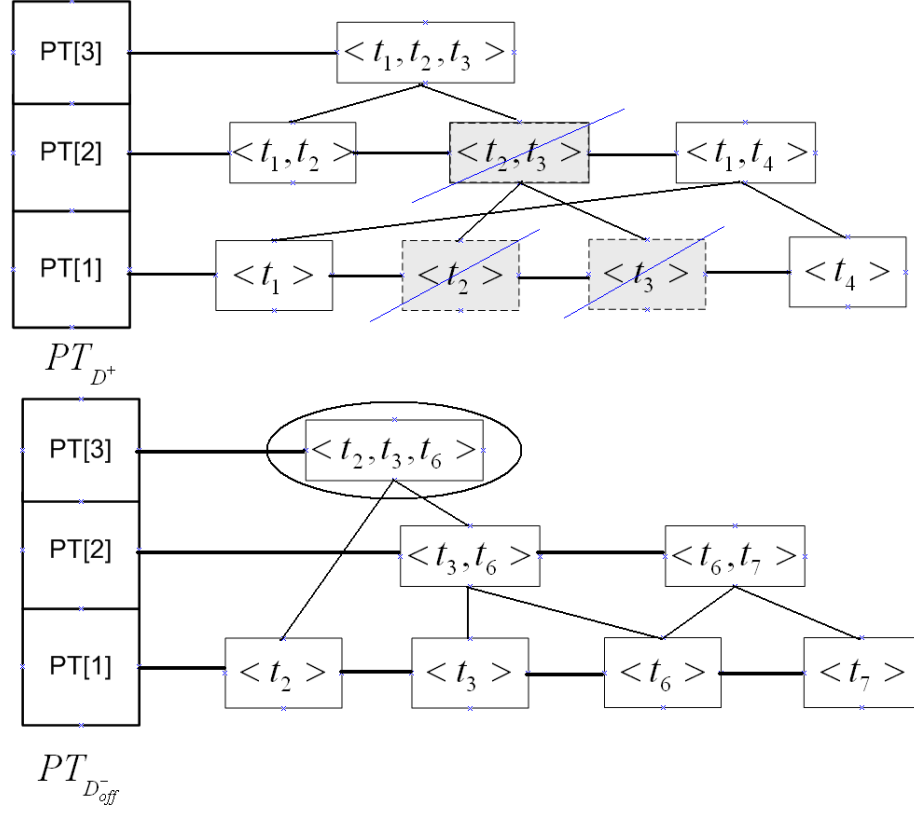 PT[3] < t₁, t₂, t₃ >
PT[2] < t₁, t₂ > < t₂, t₃ > < t₁, t₄ >
PT[1] < t₁ > < t₂ > < t₃ > < t₄ >
PT_{D⁺}
PT[3] < t₂, t₃, t₆ >
PT[2] < t₃, t₆ > < t₆, t₇ >
PT[1] < t₂ > < t₃ > < t₆ > < t₇ >
PT_{D⁻_{off}}